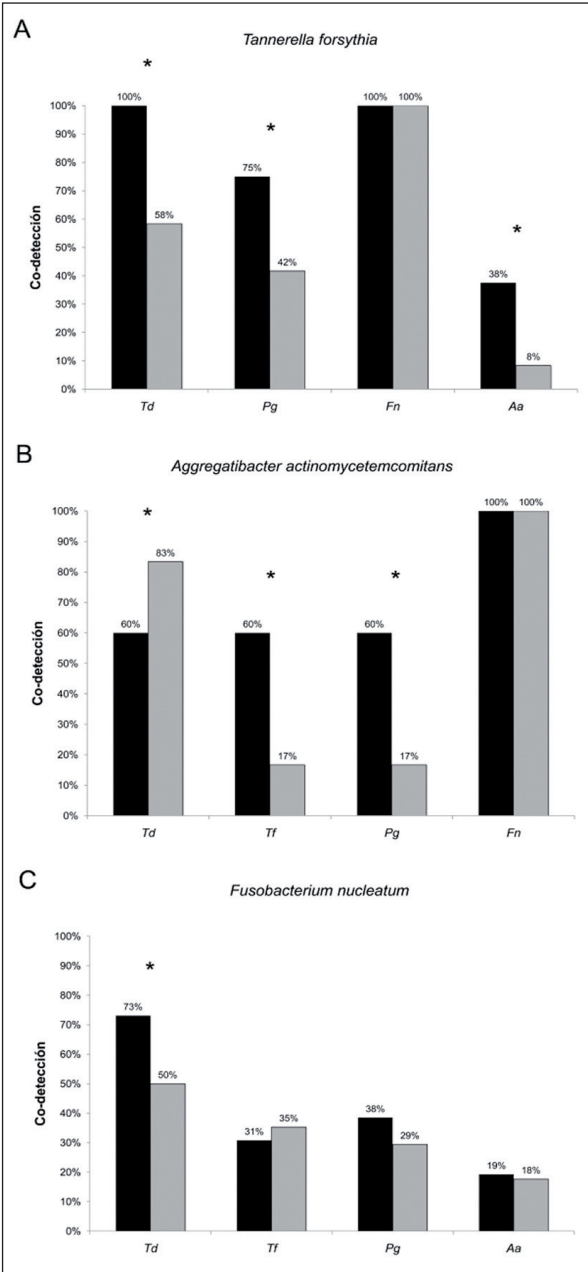 A
Tannerella forsythia
* * *
100% 58% 75% 42% 100% 100% 38% 8%
Co-detección
100%
90%
80%
70%
60%
50%
40%
30%
20%
10%
0%
Td Pg Fn Aa
B
Aggregatibacter actinomycetemcomitans
* * *
60% 83% 60% 17% 60% 17% 100% 100%
Co-detección
100%
90%
80%
70%
60%
50%
40%
30%
20%
10%
0%
Td Tf Pg Fn
C
Fusobacterium nucleatum
*
73% 50% 31% 35% 38% 29% 19% 18%
Co-detección
100%
90%
80%
70%
60%
50%
40%
30%
20%
10%
0%
Td Tf Pg Aa